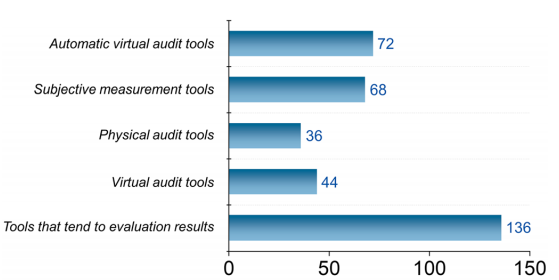 Automatic virtual audit tools 72
Subjective measurement tools 68
Physical audit tools 36
Virtual audit tools 44
Tools that tend to evaluation results 136
0 50 100 150